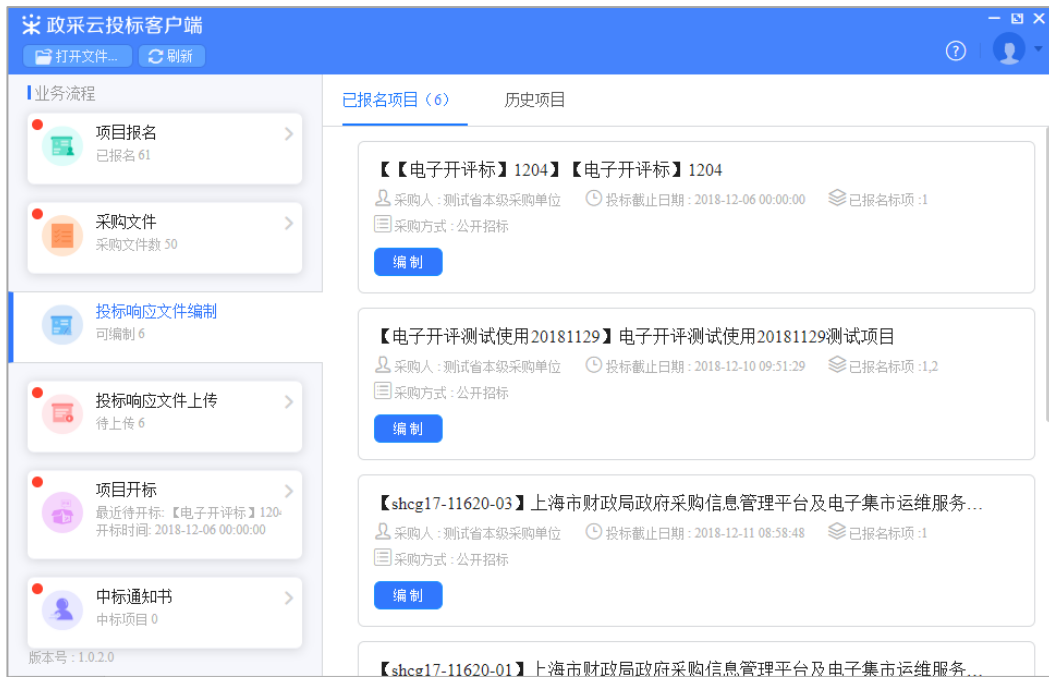 政采云投标客户端
打开文件... 刷新
业务流程
项目报名
已报名 61
采购文件
采购文件数 50
投标响应文件编制
可编制 6
投标响应文件上传
待上传 6
项目开标
最近待开标: 【电子开评标】120
开标时间: 2018-12-06 00:00:00
中标通知书
中标项目 0
版本号 : 1.0.2.0
已报名项目（6） 历史项目
【【电子开评标】1204】【电子开评标】1204
采购人 : 测试省本级采购单位 投标截止日期 : 2018-12-06 00:00:00 已报名标项 :1
采购方式 : 公开招标
编 制
【电子开评测试使用20181129】电子开评测试使用20181129测试项目
采购人 : 测试省本级采购单位 投标截止日期 : 2018-12-10 09:51:29 已报名标项 :1,2
采购方式 : 公开招标
编 制
【shcg17-11620-03】上海市财政局政府采购信息管理平台及电子集市运维服务...
采购人 : 测试省本级采购单位 投标截止日期 : 2018-12-11 08:58:48 已报名标项 :1
采购方式 : 公开招标
编 制
【shcg17-11620-01】上海市财政局政府采购信息管理平台及电子集市运维服务...